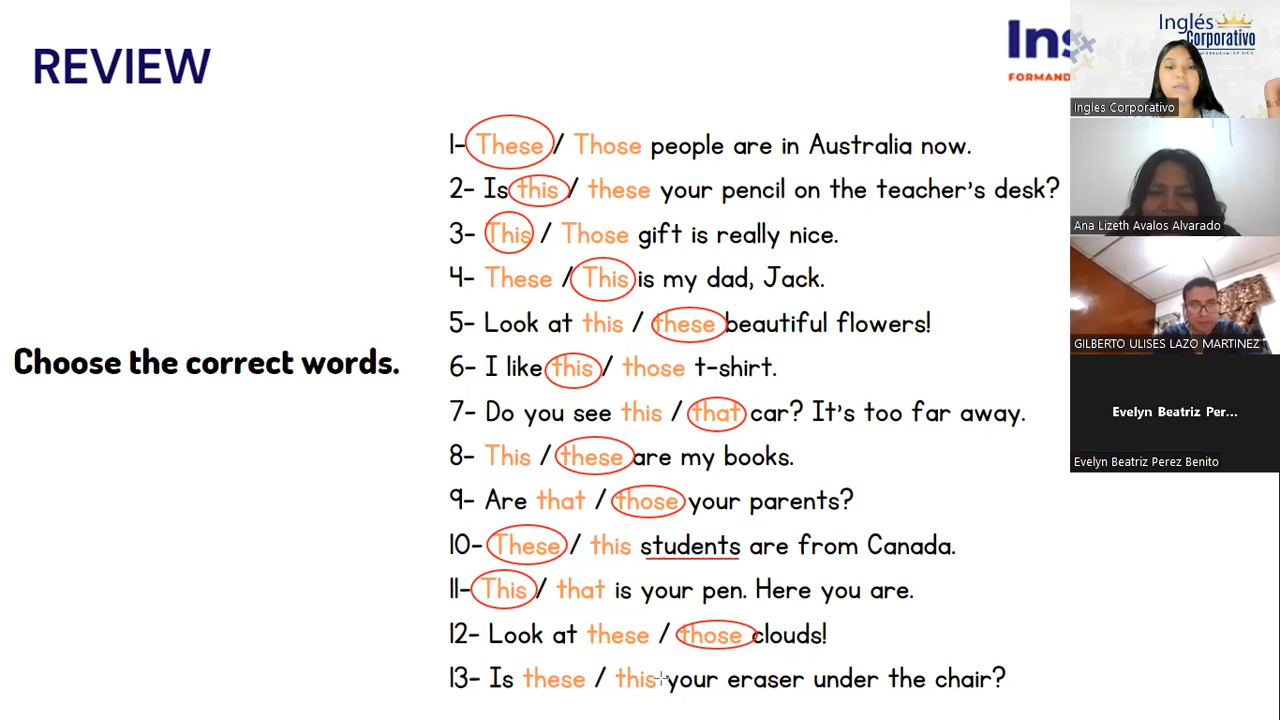 REVIEW
Ins
FORMAND
Inglés
Corporativo
Ingles Corporativo
1- These / Those people are in Australia now.
2- Is this / these your pencil on the teacher's desk?
3- This / Those gift is really nice.
4- These / This is my dad, Jack.
5- Look at this / these beautiful flowers!
6- I like this / those t-shirt.
7- Do you see this / that car? It's too far away.
8- This / these are my books.
9- Are that / those your parents?
10- These / this students are from Canada.
11- This / that is your pen. Here you are.
12- Look at these / those clouds!
13- Is these / this your eraser under the chair?
Choose the correct words.
Ana Lizeth Avalos Alvarado
GILBERTO ULISES LAZO MARTINEZ
Evelyn Beatriz Per...
Evelyn Beatriz Perez Benito